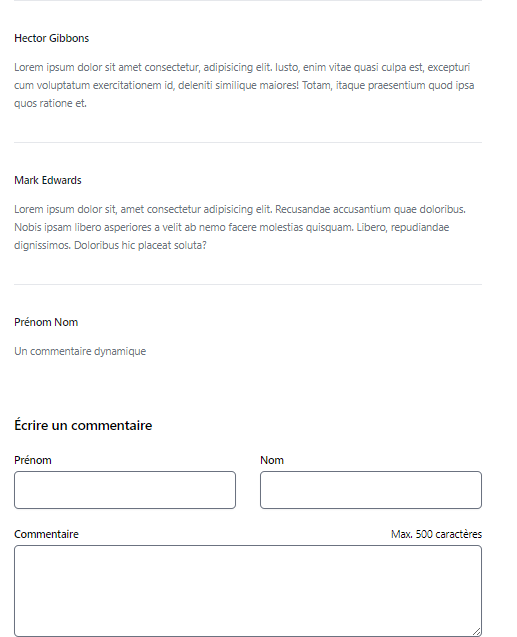 Hector Gibbons
Lorem ipsum dolor sit amet consectetur, adipisicing elit. Iusto, enim vitae quasi culpa est, excepturi
cum voluptatum exercitationem id, deleniti similique maiores! Totam, itaque praesentium quod ipsa
quos ratione et.
Mark Edwards
Lorem ipsum dolor sit, amet consectetur adipisicing elit. Recusandae accusantium quae doloribus.
Nobis ipsam libero asperiores a velit ab nemo facere molestias quisquam. Libero, repudiandae
dignissimos. Doloribus hic placeat soluta?
Prénom Nom
Un commentaire dynamique
Écrire un commentaire
Prénom Nom
Commentaire Max. 500 caractères